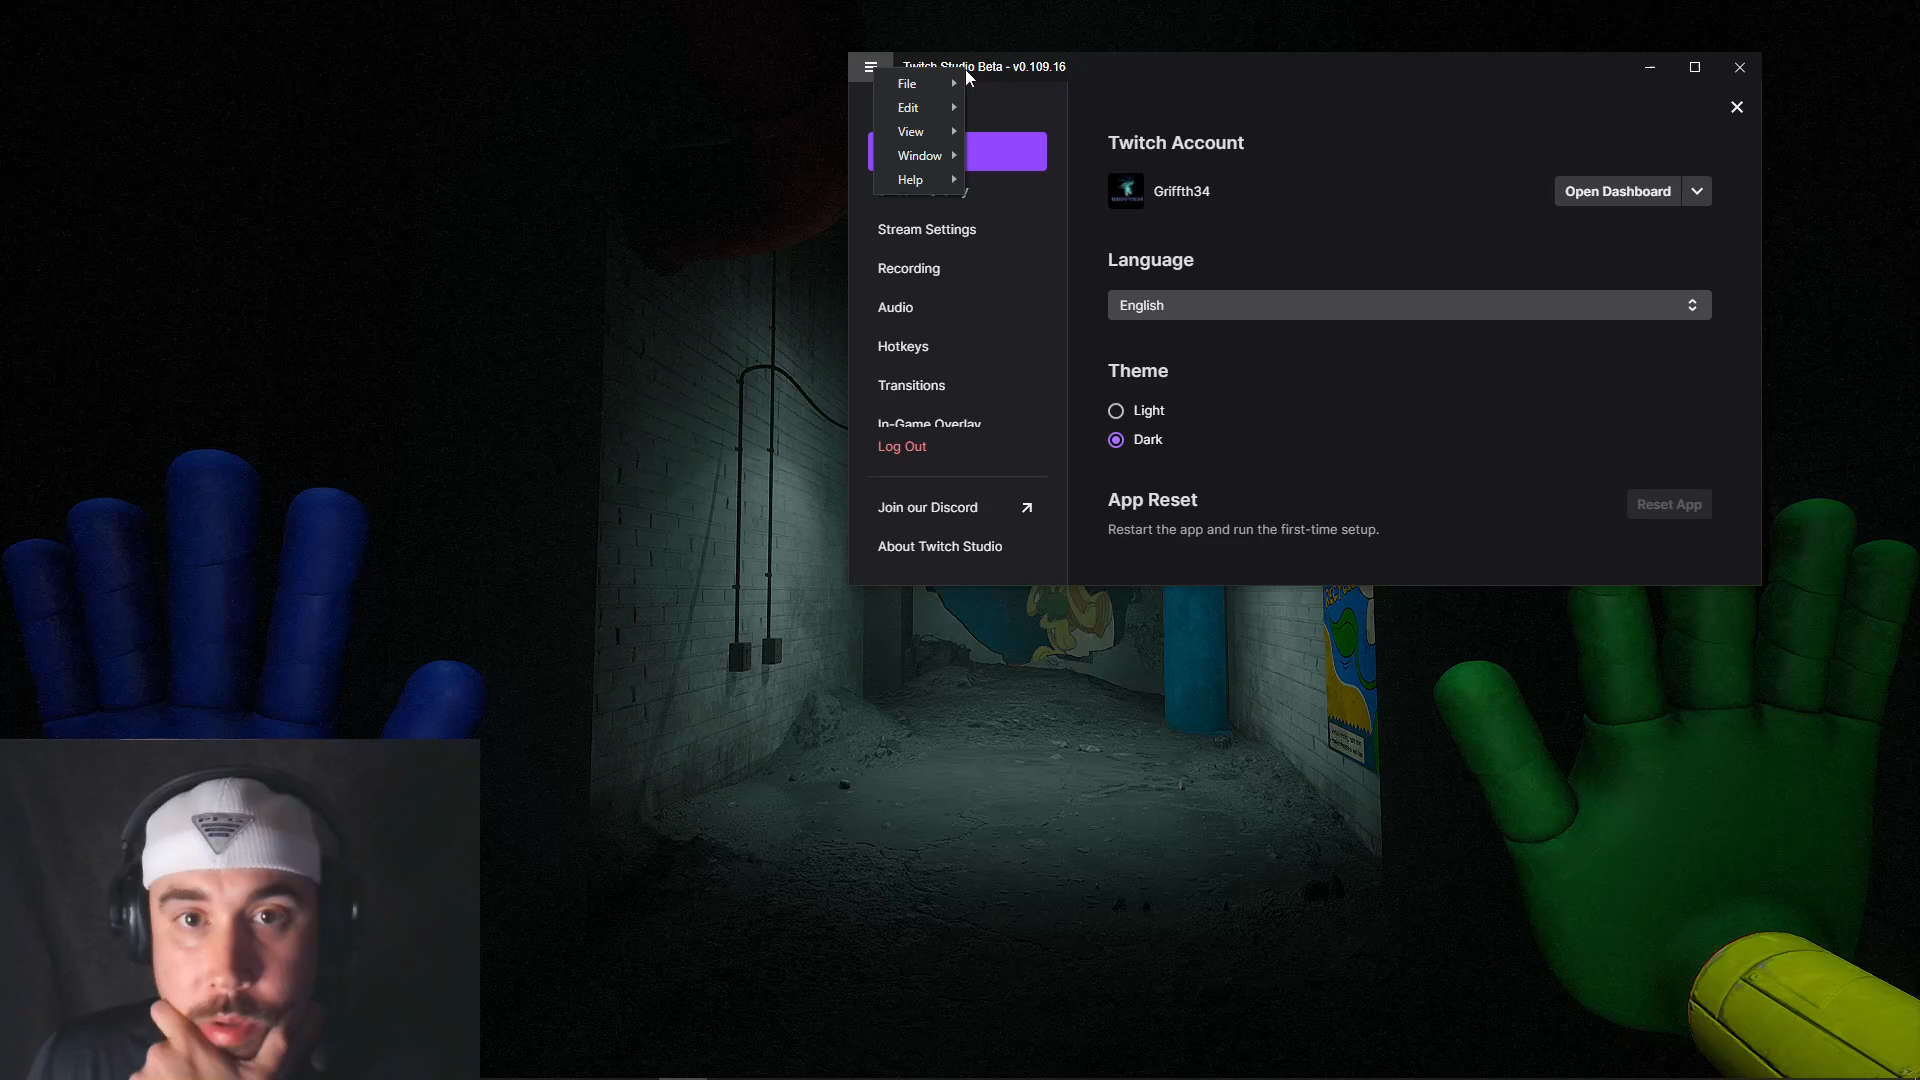 Twitch Studio Beta - v0.109.16
File
Edit
View
Window
Help
Stream Settings
Recording
Audio
Hotkeys
Transitions
In-Game Overlay
Log Out
Join our Discord
About Twitch Studio
Twitch Account
Griffth34
Open Dashboard
Language
English
Theme
Light
Dark
App Reset
Restart the app and run the first-time setup.
Reset App